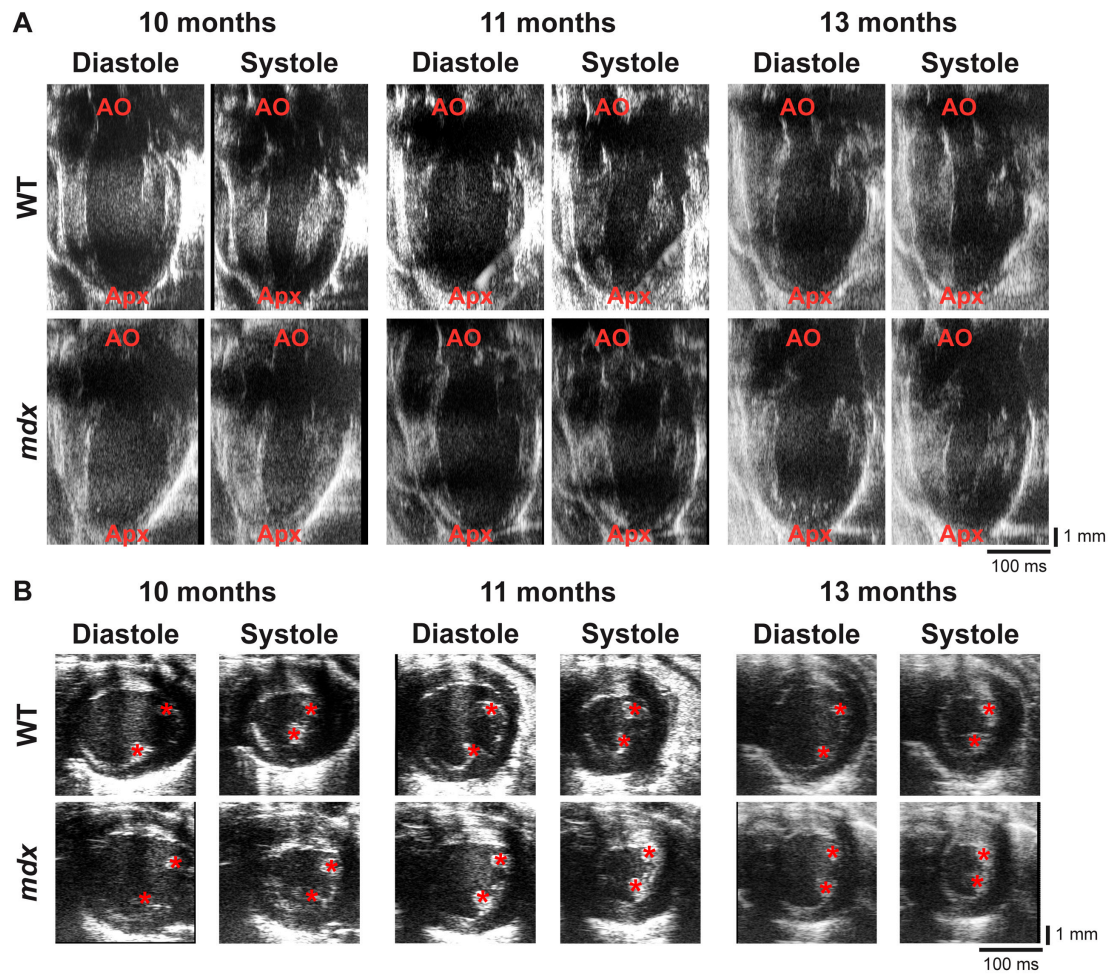 A
10 months 11 months 13 months
Diastole Systole Diastole Systole Diastole Systole
WT
AO AO AO AO AO AO
Apx Apx Apx Apx Apx Apx
mdx
AO AO AO AO AO AO
Apx Apx Apx Apx Apx Apx
1 mm
100 ms
B
10 months 11 months 13 months
Diastole Systole Diastole Systole Diastole Systole
WT
* * * * * *
* * * * * *
mdx
* * * * * *
* * * * * *
1 mm
100 ms